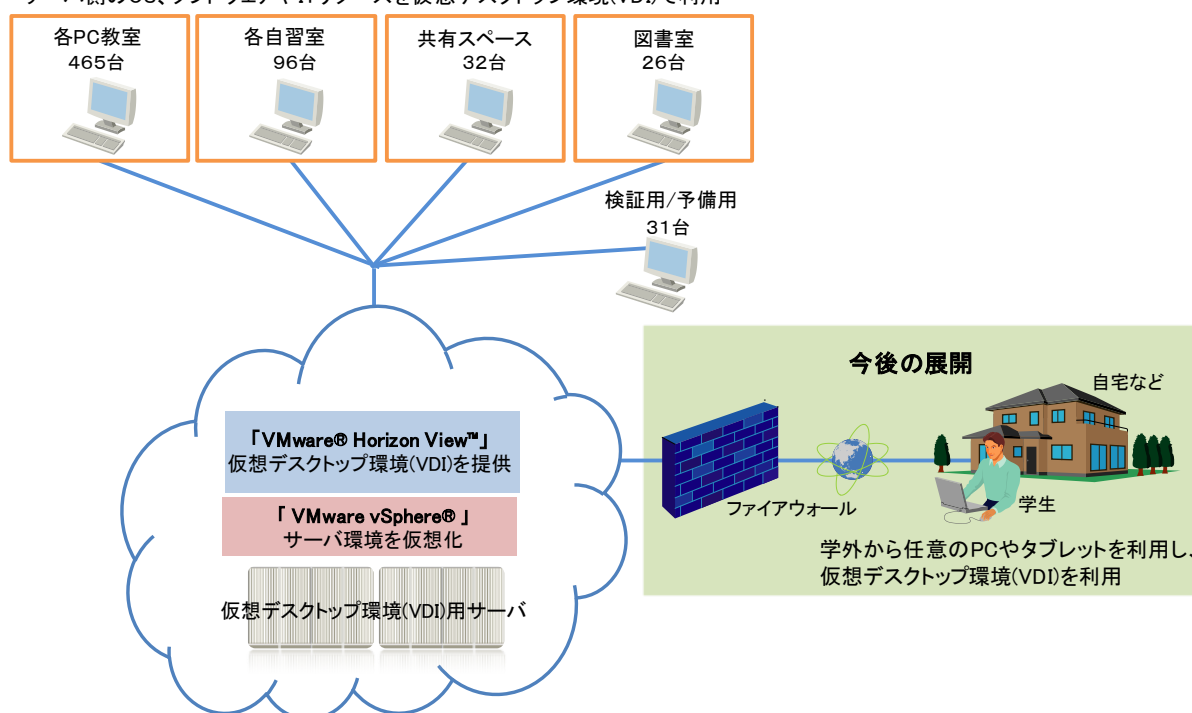 各PC教室
465台
各自習室
96台
共有スペース
32台
図書室
26台
検証用/予備用
31台
「VMware® Horizon View™」
仮想デスクトップ環境(VDI)を提供
「 VMware vSphere® 」
サーバ環境を仮想化
仮想デスクトップ環境(VDI)用サーバ
今後の展開
自宅など
ファイアウォール
学生
学外から任意のPCやタブレットを利用し、
仮想デスクトップ環境(VDI)を利用